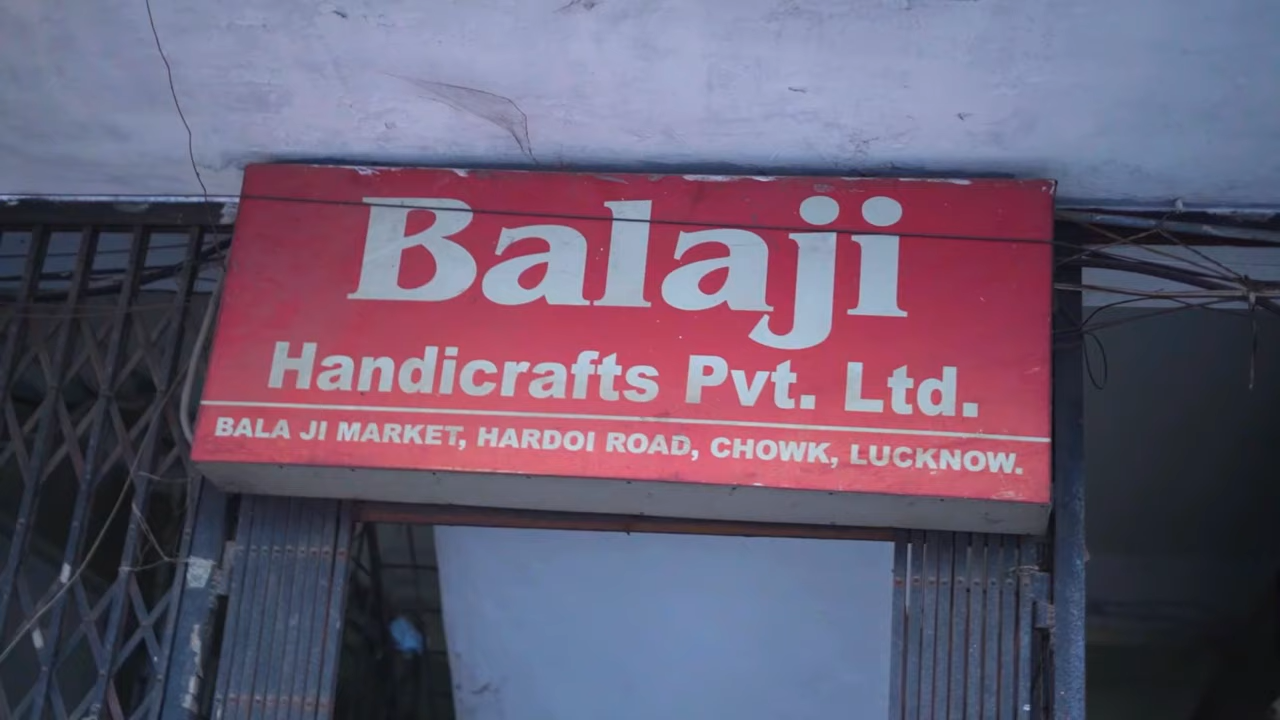 Balaji
Handicrafts Pvt. Ltd.
BALA JI MARKET, HARDOI ROAD, CHOWK, LUCKNOW.